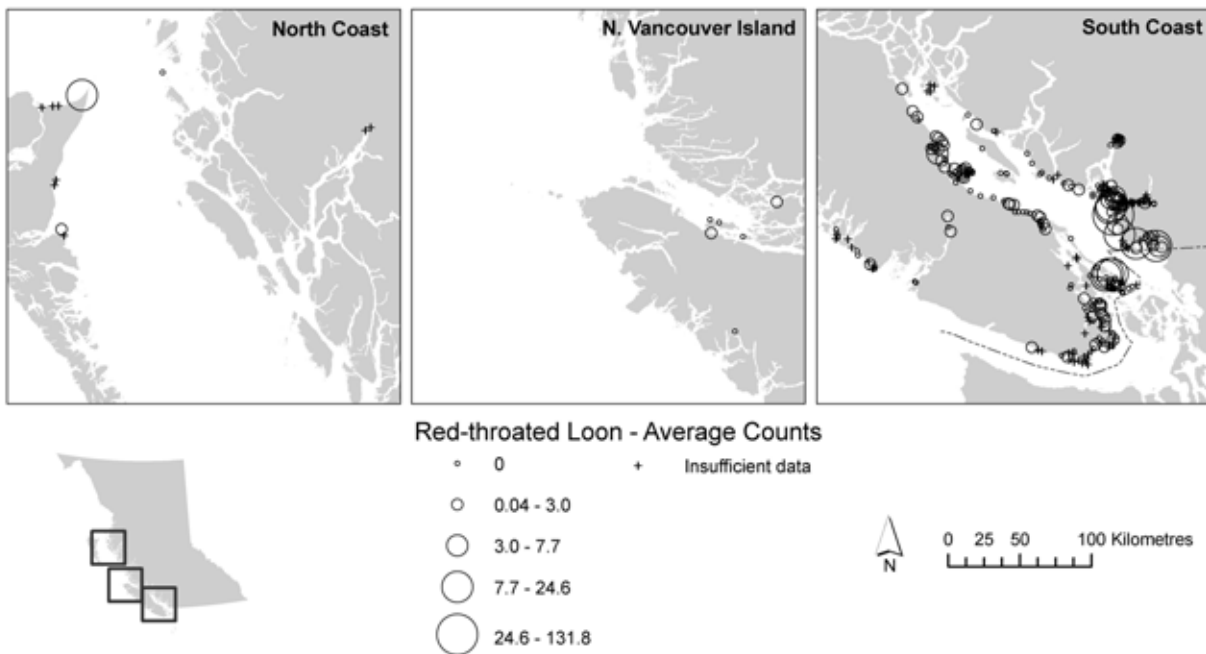 North Coast
N. Vancouver Island
South Coast
Red-throated Loon - Average Counts
0
+ Insufficient data
0.04 - 3.0
3.0 - 7.7
7.7 - 24.6
24.6 - 131.8
N
0 25 50 100 Kilometres